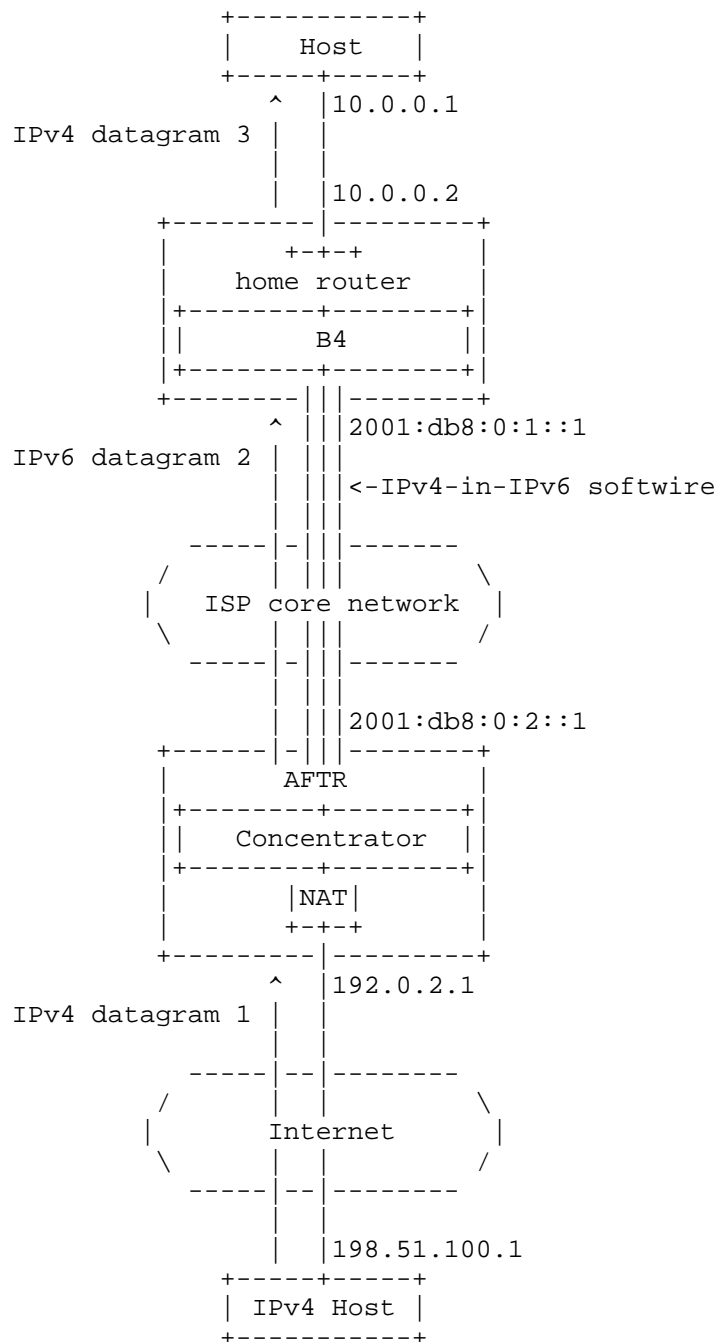 Host
10.0.0.1
IPv4 datagram 3
10.0.0.2
home router
B4
2001:db8:0:1::1
IPv6 datagram 2
<-IPv4-in-IPv6 softwire
ISP core network
2001:db8:0:2::1
AFTR
Concentrator
NAT
192.0.2.1
IPv4 datagram 1
Internet
198.51.100.1
IPv4 Host